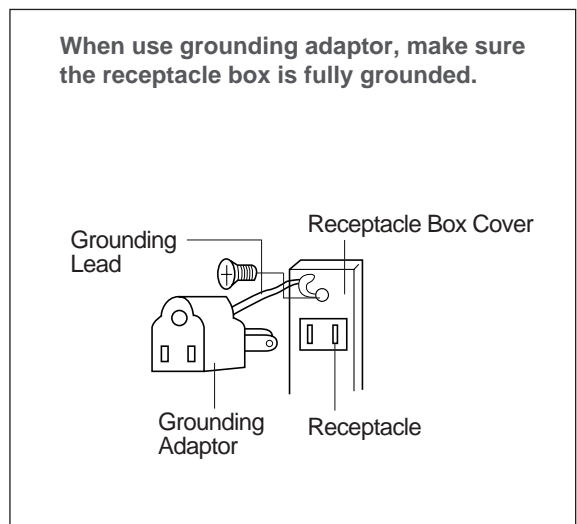 When use grounding adaptor, make sure
the receptacle box is fully grounded.
Receptacle Box Cover
Grounding
Lead
Grounding
Adaptor
Receptacle